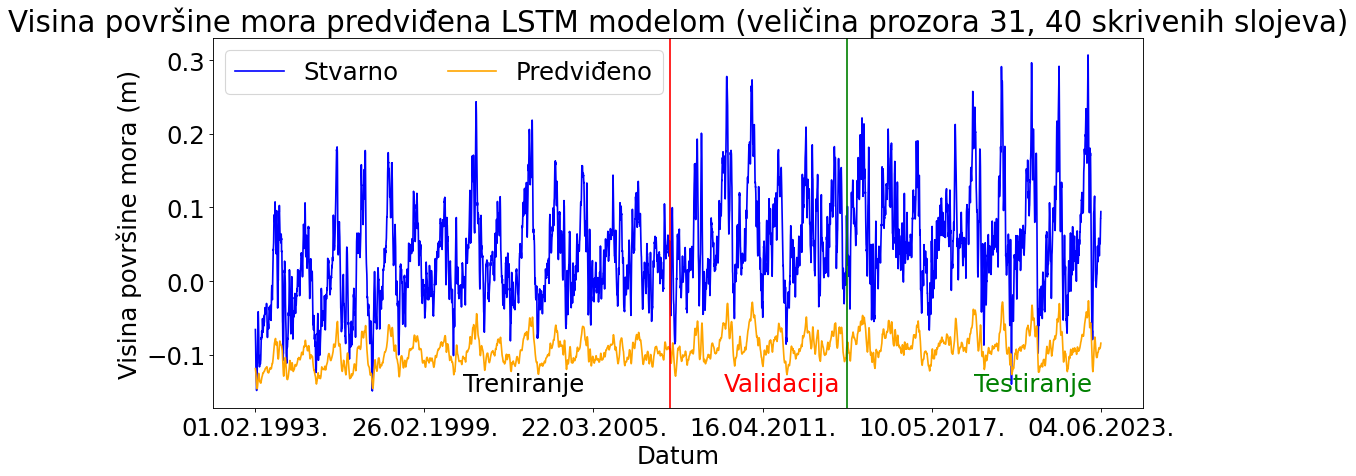 Visina površine mora predviđena LSTM modelom (veličina prozora 31, 40 skrivenih slojeva)
Stvarno
Predviđeno
Visina površine mora (m)
0.3
0.2
0.1
0.0
−0.1
Treniranje
Validacija
Testiranje
01.02.1993.
26.02.1999.
22.03.2005.
16.04.2011.
10.05.2017.
04.06.2023.
Datum